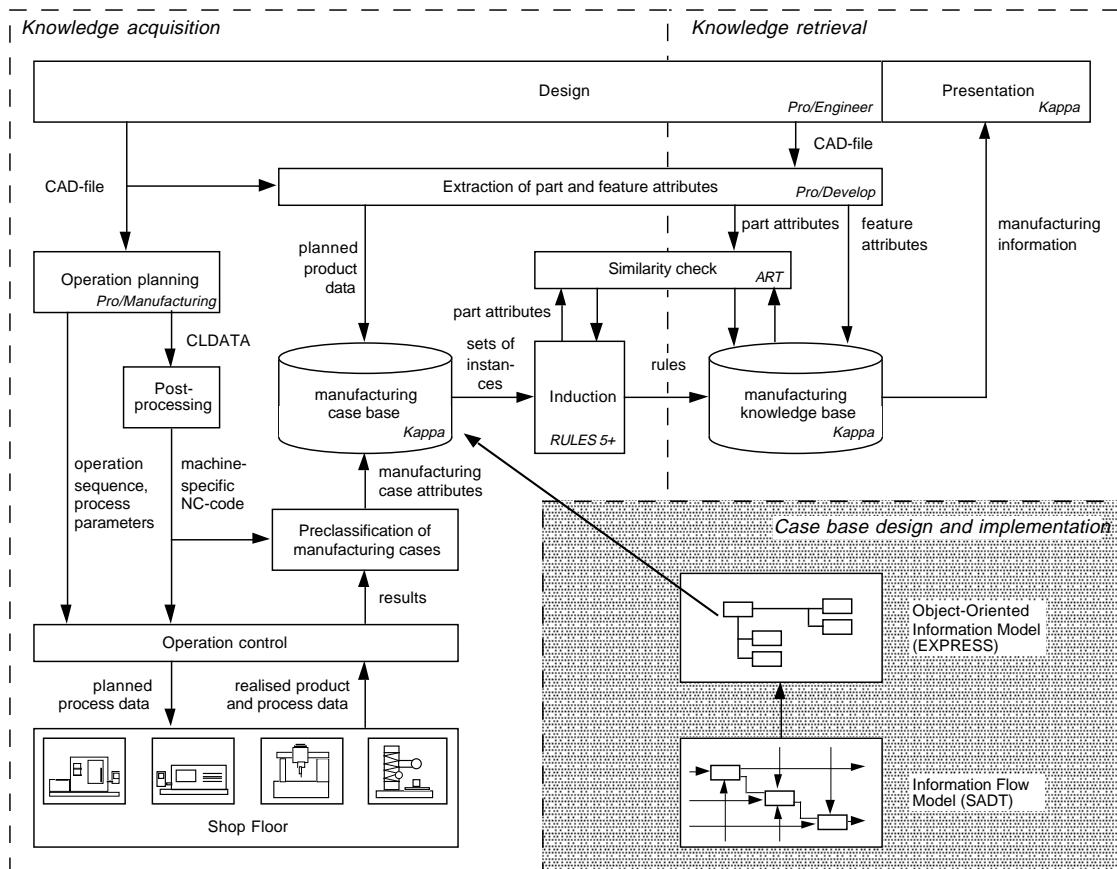 Knowledge acquisition
Knowledge retrieval
Design
Pro/Engineer
Presentation
Kappa
CAD-file
CAD-file
Extraction of part and feature attributes
Pro/Develop
planned
product
data
part attributes
feature
attributes
manufacturing
information
Operation planning
Pro/Manufacturing
Similarity check
ART
part attributes
CLDATA
Post-
processing
manufacturing
case base
Kappa
sets of
instan-
ces
Induction
RULES 5+
rules
manufacturing
knowledge base
Kappa
operation
sequence,
process
parameters
machine-
specific
NC-code
manufacturing
case attributes
Preclassification of
manufacturing cases
results
Operation control
planned
process data
realised product
and process data
Shop Floor
Case base design and implementation
Object-Oriented
Information Model
(EXPRESS)
Information Flow
Model (SADT)